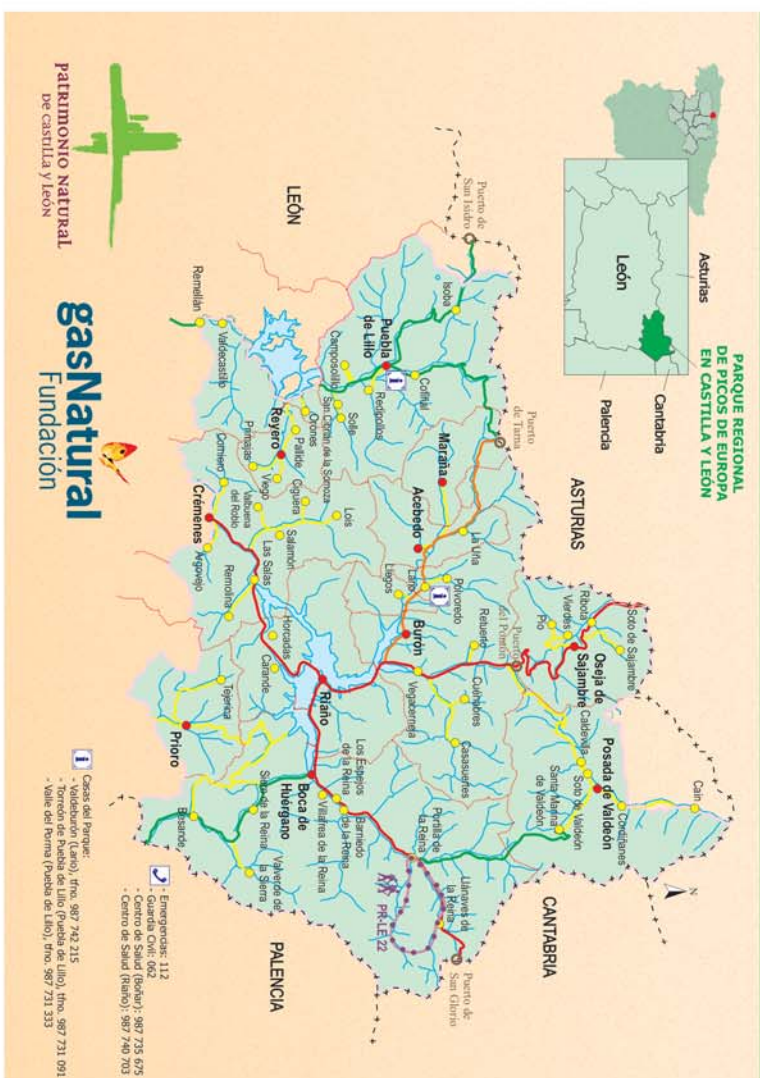 PARQUE REGIONAL
DE PICOS DE EUROPA
EN CASTILLA Y LEÓN
Asturias
Cantabria
León
Palencia
N
ASTURIAS
CANTABRIA
LEÓN
PALENCIA
Puerto de
San Isidro
Puerto
de Tarna
Puerto
del Pontón
Puerto de
San Glorio
Soto de Sajambre
Ribota
Vierdes
Pío
Oseja de
Sajambre
Caín
Cordiñanes
Posada de Valdeón
Caldevilla
Soto de Valdeón
Santa Marina
de Valdeón
Isoba
Cofiñal
Puebla
de Lillo
i
Redipollos
Camposolillo
Solle
San Cibrián de la Somoza
Orones
Reyero
Pallide
Primajas
Viego
Ciguera
Maraña
Acebedo
La Uña
Lario
Polvoredo
i
Liegos
Burón
Retuerto
Cuénabres
Casasuertes
Vegacerneja
Lois
Salamón
Valbuena
del Roblo
Corniero
Crémenes
Argovejo
Las Salas
Remolina
Horcadas
Carande
Riaño
Remellán
Valdecastillo
Tejerina
Prioro
Los Espejos
de la Reina
Barniedo
de la Reina
Villafrea de la Reina
Boca de
Huérgano
Siero de la Reina
Valverde de
la Sierra
Besande
Portilla de
la Reina
Llánaves de
la Reina
PR-LE 22
PATRIMONIO NATURAL
DE CASTILLA Y LEÓN
gasNatural
Fundación
i Casas del Parque:
- Valdeburón (Lario), tfno. 987 742 215
- Torreón de Puebla de Lillo (Puebla de Lillo), tfno. 987 731 091
- Valle del Porma (Puebla de Lillo), tfno. 987 731 333
- Emergencias: 112
- Guardia Civil: 062
- Centro de Salud (Boñar): 987 735 675
- Centro de Salud (Riaño): 987 740 703